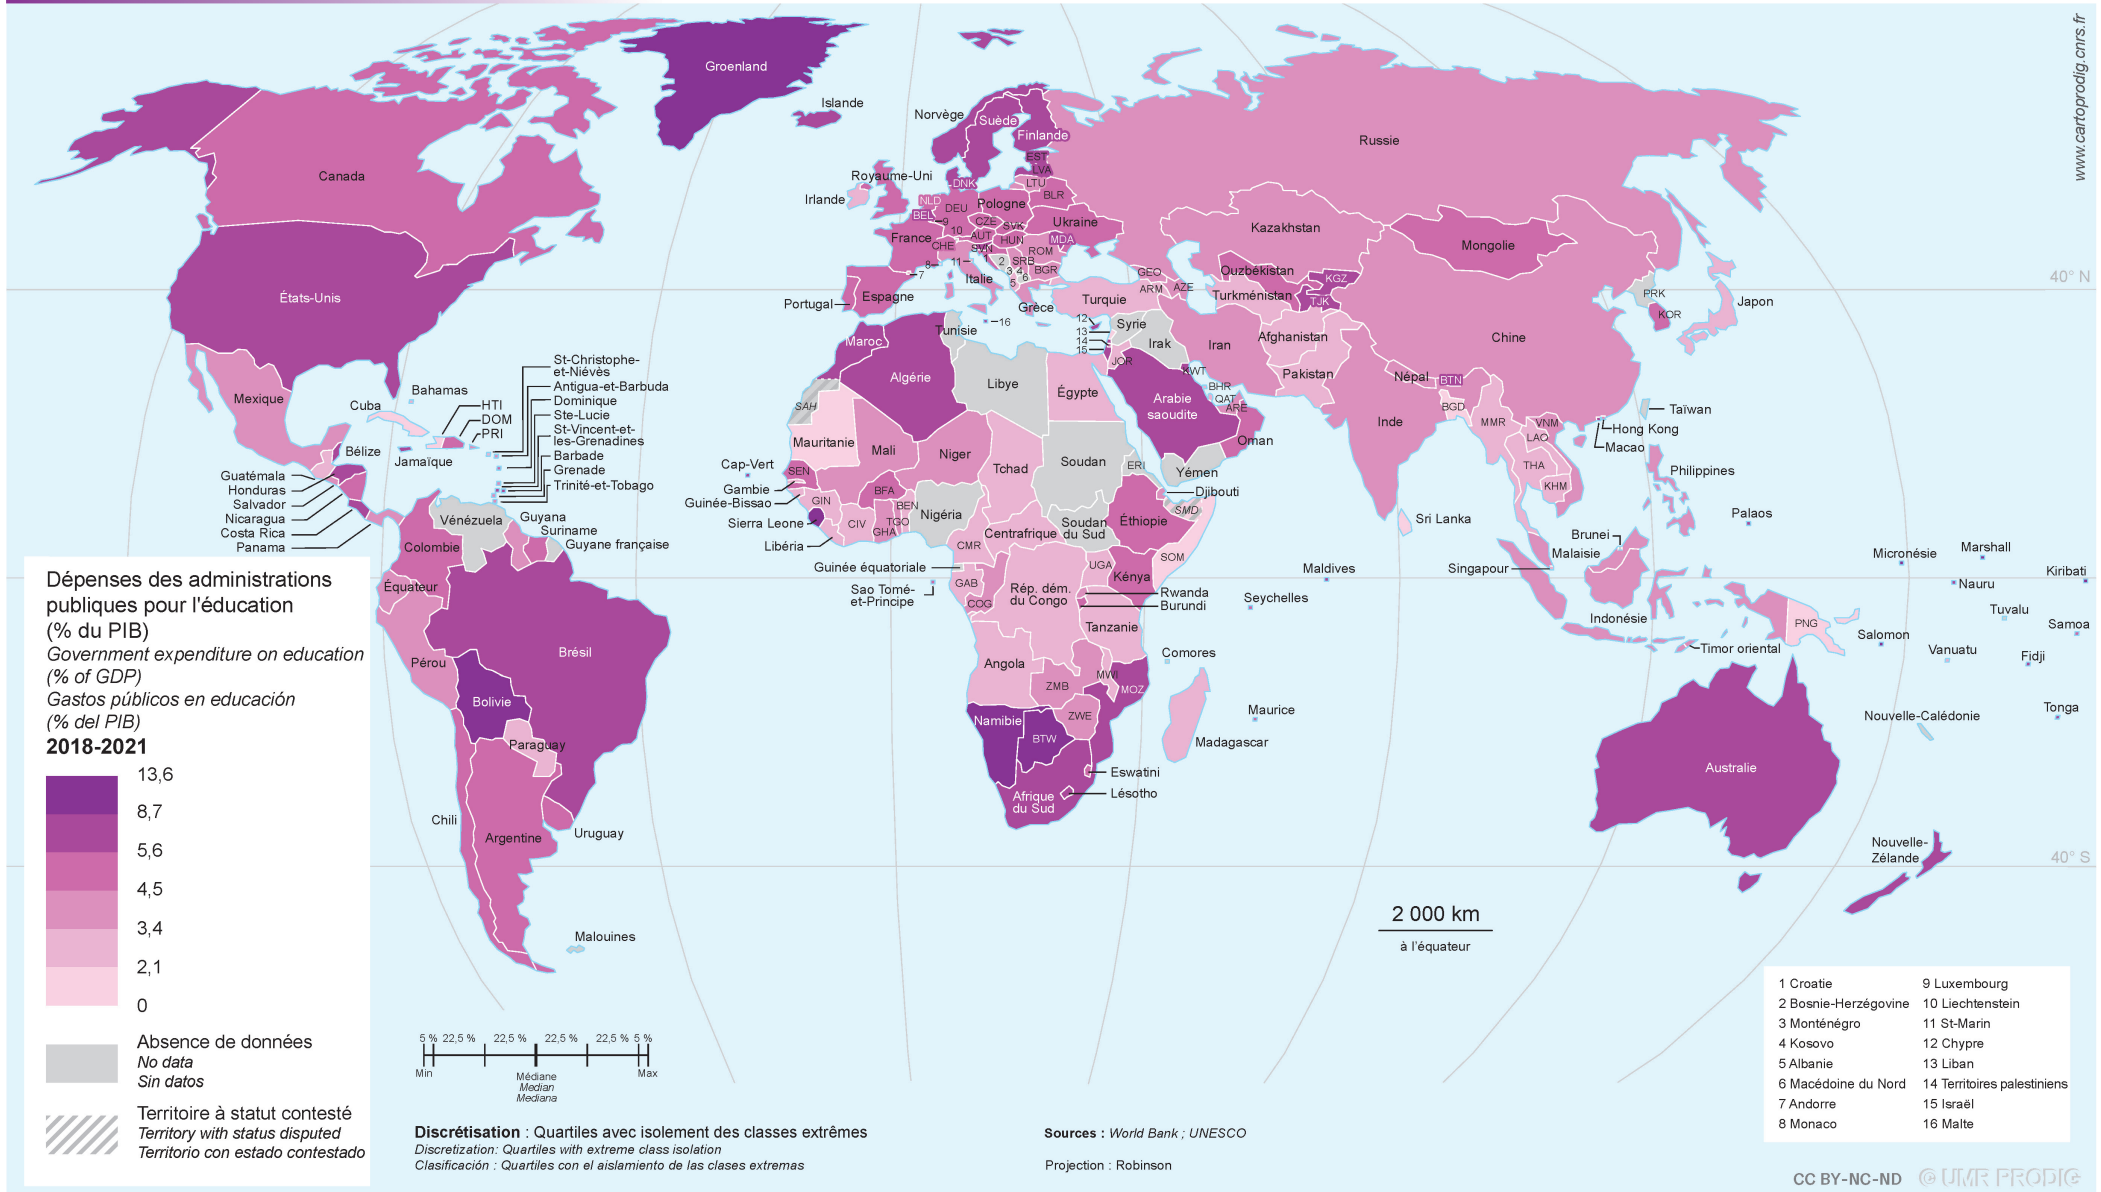 www.cartoprodig.cnrs.fr
Groenland
Islande
Norvège
Suède
Finlande
Russie
Canada
Royaume-Uni
Irlande
EST
LVA
LTU
DNK
BLR
NLD
DEU
Pologne
BEL
9
CZE
SVK
Ukraine
10
AUT
HUN
MDA
France
CHE
SVN
1
ROM
8
7
11
2
SRB
3
4
BGR
5
6
Italie
Kazakhstan
Mongolie
Ouzbékistan
KGZ
GEO
ARM
AZE
Turkménistan
TJK
PRK
KOR
Japon
40° N
États-Unis
Portugal
Espagne
Grèce
Turquie
16
12
13
14
15
Tunisie
Syrie
Irak
Iran
Afghanistan
Chine
Maroc
Algérie
Libye
Égypte
JOR
KWT
BHR
QAT
ARE
Pakistan
Népal
BTN
BGD
Arabie
saoudite
Oman
Inde
MMR
VNM
LAO
THA
KHM
Taïwan
Hong Kong
Macao
Philippines
St-Christophe-
et-Niévès
Antigua-et-Barbuda
Dominique
Ste-Lucie
St-Vincent-et-
les-Grenadines
Barbade
Grenade
Trinité-et-Tobago
Mexique
Bahamas
Cuba
HTI
DOM
PRI
Bélize
Jamaïque
Guatémala
Honduras
Salvador
Nicaragua
Costa Rica
Panama
SAH
Mauritanie
Mali
Niger
Tchad
Soudan
ERI
Yémen
Cap-Vert
SEN
Gambie
Guinée-Bissao
GIN
BFA
BEN
Sierra Leone
CIV
GHA
TGO
Nigéria
Libéria
Djibouti
SMD
Soudan
du Sud
Éthiopie
Centrafrique
CMR
SOM
Guinée équatoriale
Sao Tomé-
et-Principe
GAB
COG
Rép. dém.
du Congo
UGA
Kénya
Rwanda
Burundi
Tanzanie
Vénézuela
Guyana
Suriname
Guyane française
Colombie
Équateur
Pérou
Brésil
Bolivie
Paraguay
Chili
Argentine
Uruguay
Malouines
Angola
ZMB
MWI
MOZ
ZWE
Namibie
BTW
Afrique
du Sud
Eswatini
Lésotho
Madagascar
Comores
Maurice
Seychelles
Maldives
Sri Lanka
Brunei
Malaisie
Singapour
Indonésie
Timor oriental
PNG
Palaos
Micronésie
Marshall
Kiribati
Nauru
Tuvalu
Salomon
Samoa
Vanuatu
Fidji
Nouvelle-Calédonie
Tonga
Australie
Nouvelle-
Zélande
40° S
Dépenses des administrations
publiques pour l'éducation
(% du PIB)
Government expenditure on education
(% of GDP)
Gastos públicos en educación
(% del PIB)
2018-2021
13,6
8,7
5,6
4,5
3,4
2,1
0
Absence de données
No data
Sin datos
Territoire à statut contesté
Territory with status disputed
Territorio con estado contestado
5 % 22,5 % 22,5 % 22,5 % 22,5 % 5 %
Min
Médiane
Median
Mediana
Max
Discrétisation : Quartiles avec isolement des classes extrêmes
Discretization: Quartiles with extreme class isolation
Clasificación : Quartiles con el aislamiento de las clases extremas
Sources : World Bank ; UNESCO
Projection : Robinson
2 000 km
à l'équateur
1 Croatie
2 Bosnie-Herzégovine
3 Monténégro
4 Kosovo
5 Albanie
6 Macédoine du Nord
7 Andorre
8 Monaco
9 Luxembourg
10 Liechtenstein
11 St-Marin
12 Chypre
13 Liban
14 Territoires palestiniens
15 Israël
16 Malte
CC BY-NC-ND
© UMR PRODIG